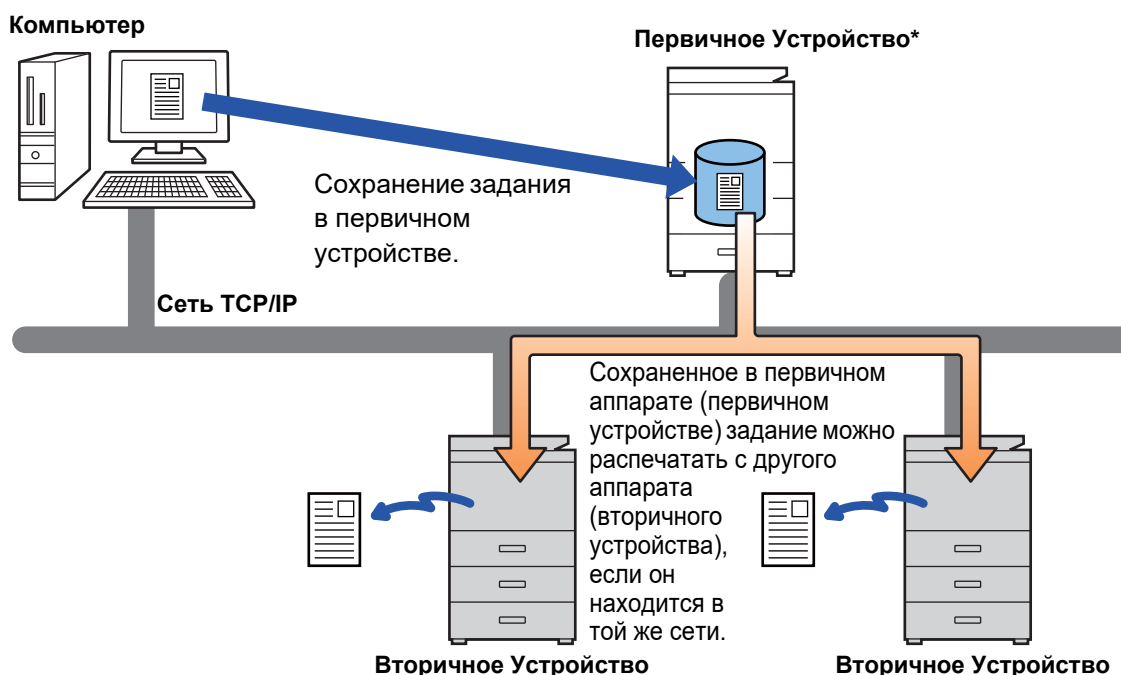 Компьютер
Первичное Устройство*
Сохранение задания
в первичном
устройстве.
Сеть TCP/IP
Сохраненное в первичном
аппарате (первичном
устройстве) задание можно
распечатать с другого
аппарата
(вторичного
устройства),
если он
находится в
той же сети.
Вторичное Устройство
Вторичное Устройство